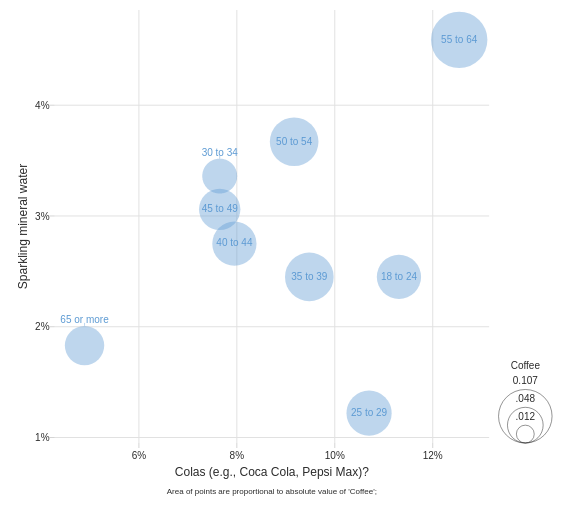 55 to 64
4%
50 to 54
30 to 34
3%
45 to 49
40 to 44
Sparkling mineral water
35 to 39
18 to 24
65 or more
2%
25 to 29
1%
6%
8%
10%
12%
Colas (e.g., Coca Cola, Pepsi Max)?
Coffee
0.107
.048
.012
Area of points are proportional to absolute value of 'Coffee';